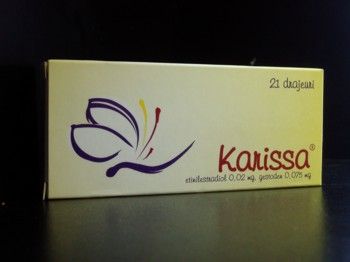 21 drajeuri
Karissa®
etinilestradiol 0,02 mg, gestoden 0,075 mg